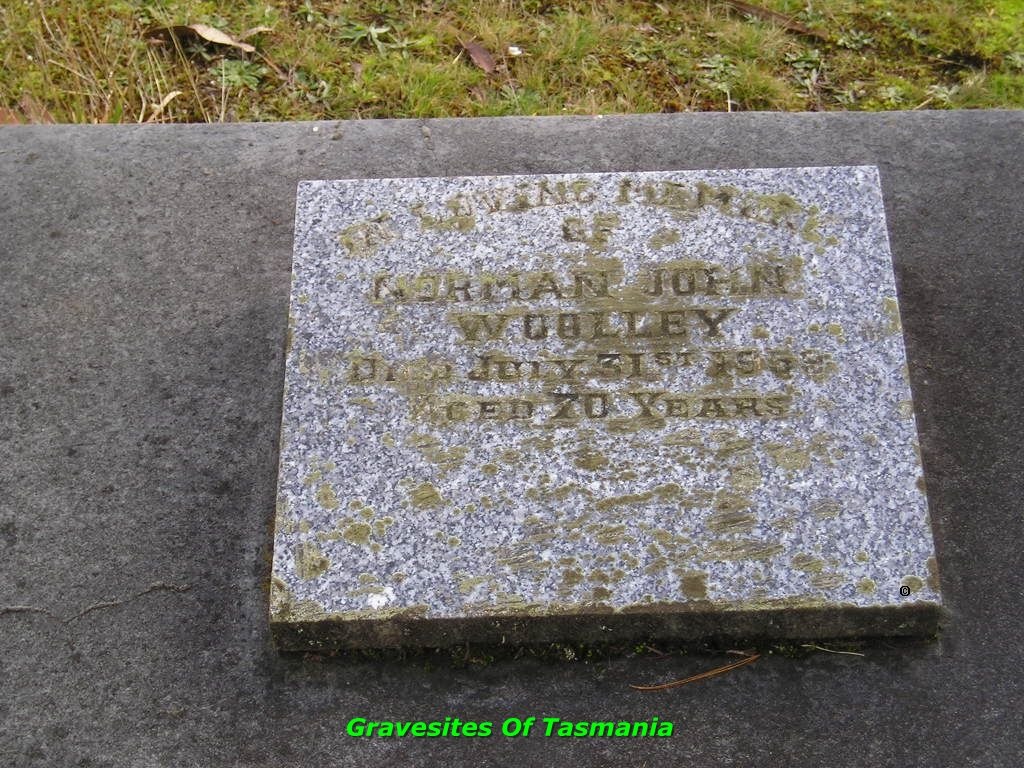 IN LOVING MEMORY
OF
NORMAN JOHN
WOOLLEY
DIED JULY 31ST
AGED 70 YEARS
©
Gravesites Of Tasmania